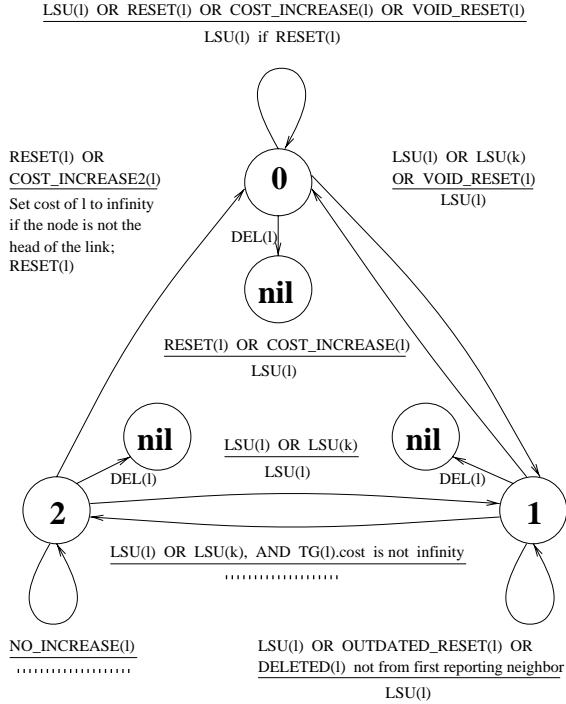 LSU(l) OR RESET(l) OR COST_INCREASE(l) OR VOID_RESET(l)
LSU(l) if RESET(l)
RESET(l) OR
COST_INCREASE2(l)
Set cost of l to infinity
if the node is not the
head of the link;
RESET(l)
LSU(l) OR LSU(k)
OR VOID_RESET(l)
LSU(l)
0
DEL(l)
nil
RESET(l) OR COST_INCREASE(l)
LSU(l)
nil
DEL(l)
LSU(l) OR LSU(k)
LSU(l)
nil
DEL(l)
2
1
LSU(l) OR LSU(k), AND TG(l).cost is not infinity
NO_INCREASE(l)
LSU(l) OR OUTDATED_RESET(l) OR
DELETED(l) not from first reporting neighbor
LSU(l)